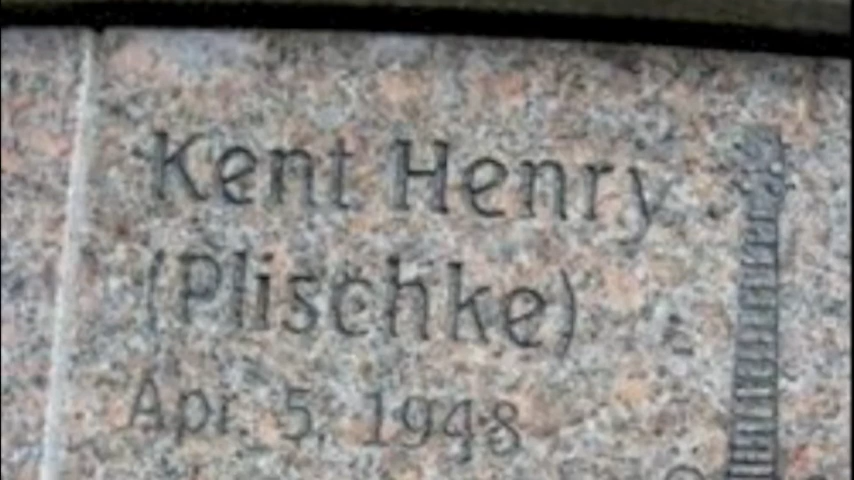 Kent Henry
(Plischke)
Apr. 5, 1948